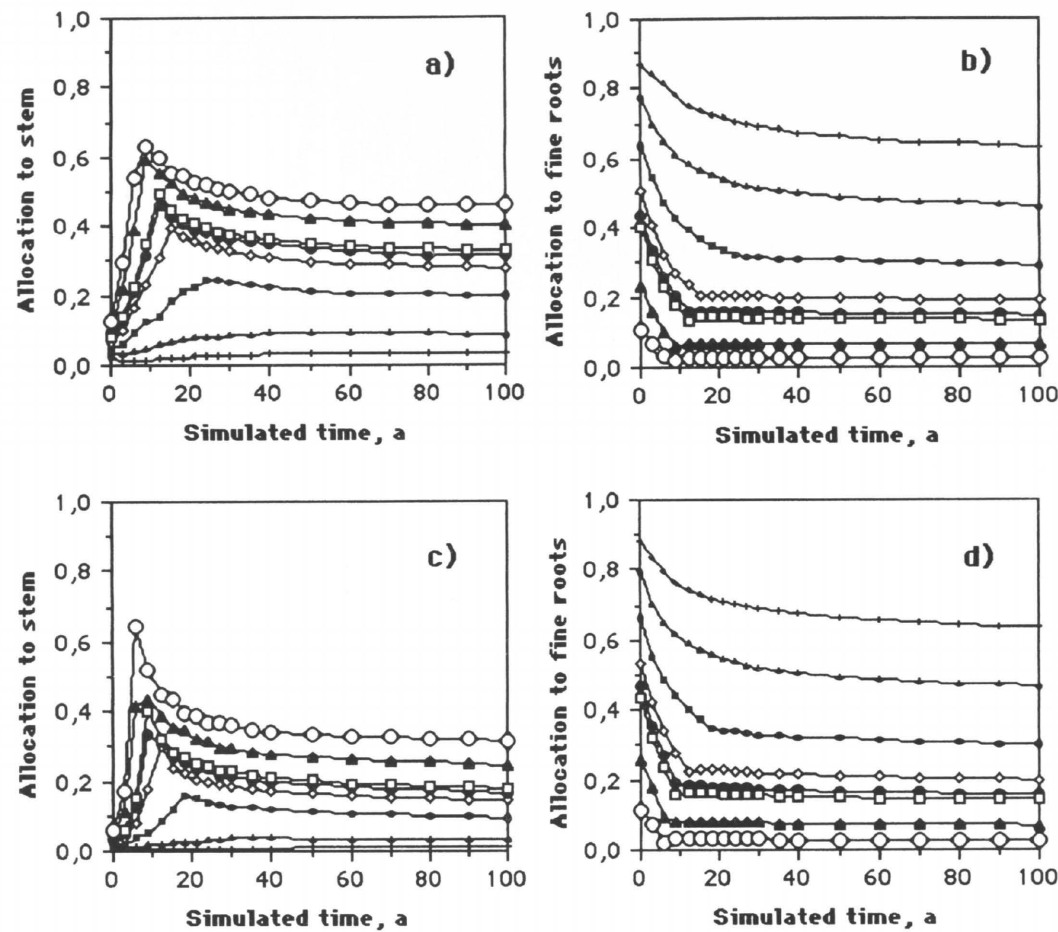 a)
Allocation to stem
1,0
0,8
0,6
0,4
0,2
0,0
0 20 40 60 80 100
Simulated time, a
b)
Allocation to fine roots
1,0
0,8
0,6
0,4
0,2
0,0
0 20 40 60 80 100
Simulated time, a
c)
Allocation to stem
1,0
0,8
0,6
0,4
0,2
0,0
0 20 40 60 80 100
Simulated time, a
d)
Allocation to fine roots
1,0
0,8
0,6
0,4
0,2
0,0
0 20 40 60 80 100
Simulated time, a